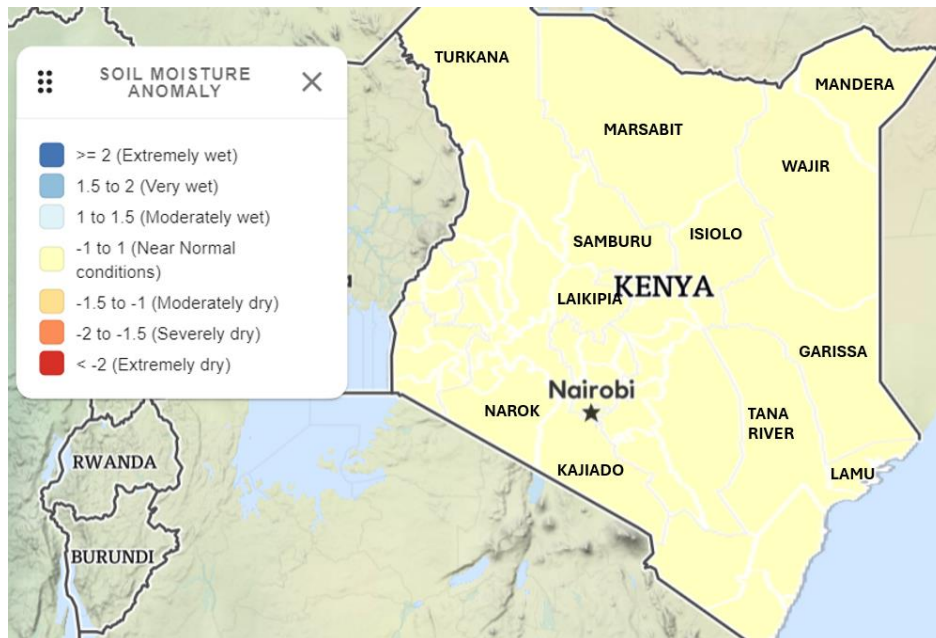 SOIL MOISTURE
ANOMALY
>= 2 (Extremely wet)
1.5 to 2 (Very wet)
1 to 1.5 (Moderately wet)
-1 to 1 (Near Normal
conditions)
-1.5 to -1 (Moderately dry)
-2 to -1.5 (Severely dry)
< -2 (Extremely dry)
TURKANA
MANDERA
MARSABIT
WAJIR
SAMBURU
ISIOLO
LAIKIPIA
KENYA
GARISSA
Nairobi
NAROK
TANA
RIVER
KAJIADO
LAMU
RWANDA
BURUNDI